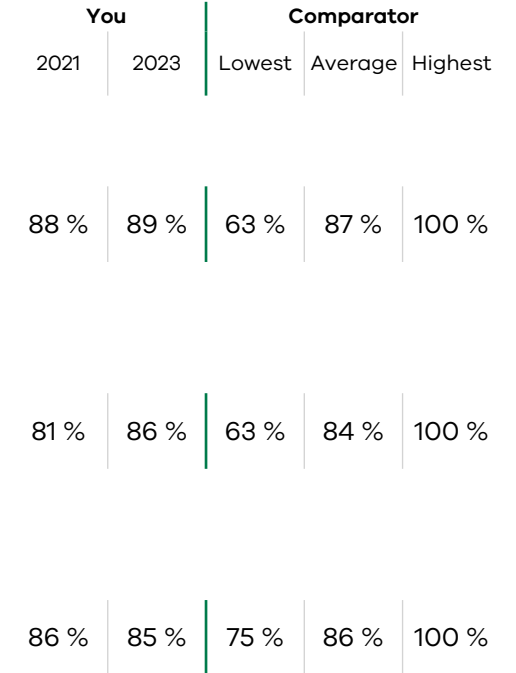 You Comparator
2021 2023 Lowest Average Highest
88 % 89 % 63 % 87 % 100 %
81 % 86 % 63 % 84 % 100 %
86 % 85 % 75 % 86 % 100 %